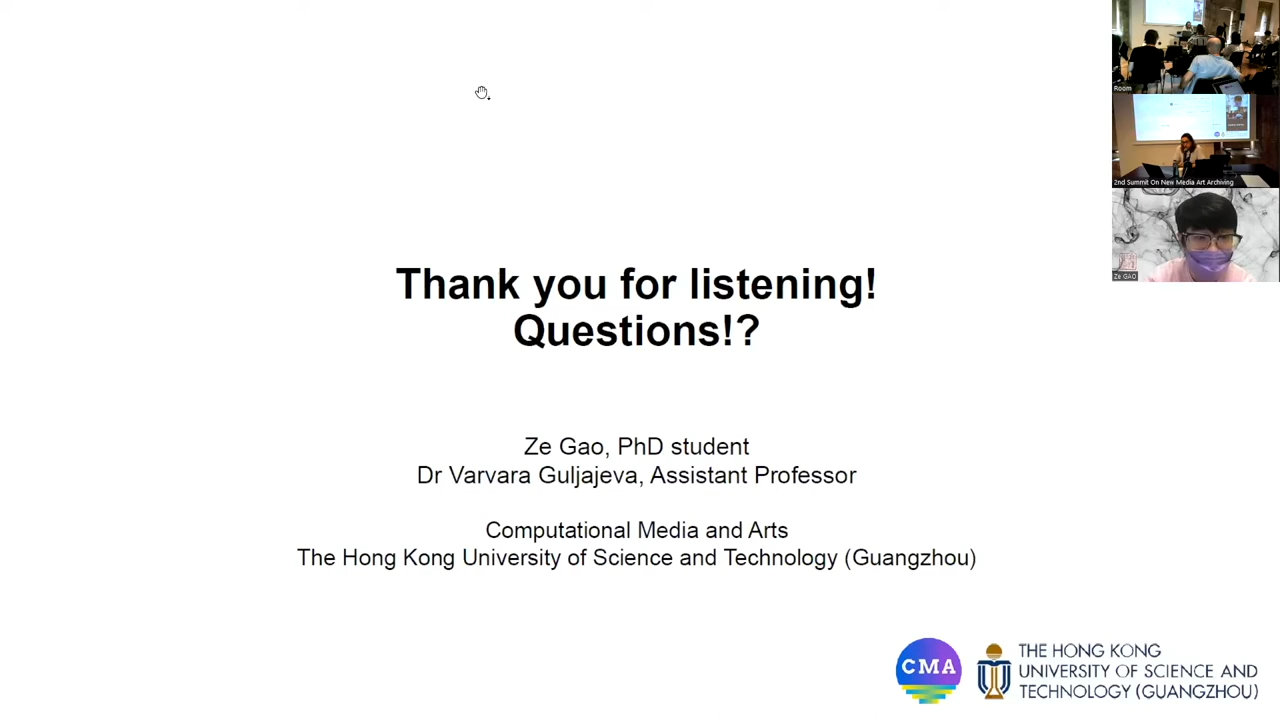 Room
2nd Summit On New Media Art Archiving
Ze GAO
Thank you for listening!
Questions!?
Ze Gao, PhD student
Dr Varvara Guljajeva, Assistant Professor
Computational Media and Arts
The Hong Kong University of Science and Technology (Guangzhou)
CMA
THE HONG KONG
UNIVERSITY OF SCIENCE AND
TECHNOLOGY (GUANGZHOU)